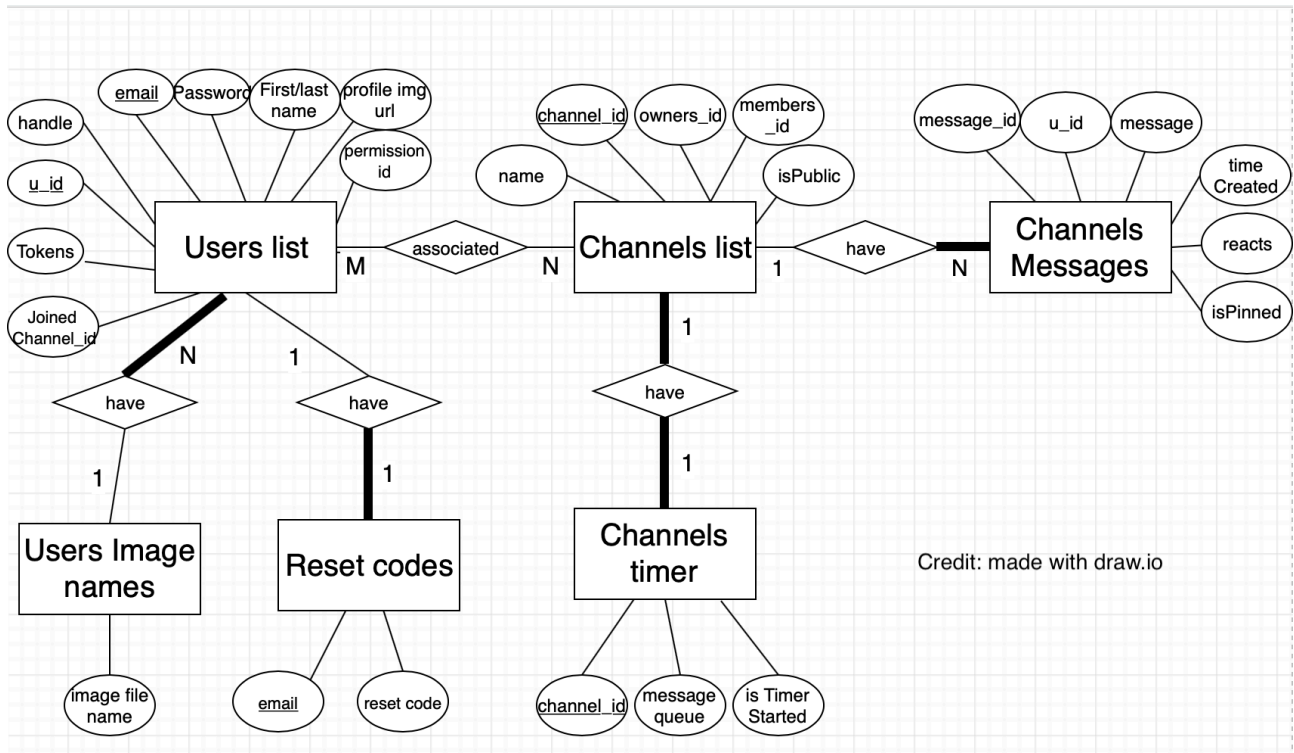 email
Password
First/last
name
profile img
url
handle
permission
id
u_id
Tokens
Joined
Channel_id
Users list
M
associated
N
channel_id
owners_id
members
_id
name
isPublic
Channels list
1
have
N
message_id
u_id
message
time
Created
reacts
isPinned
Channels
Messages
N
1
1
have
have
have
1
1
1
Users Image
names
Reset codes
Channels
timer
Credit: made with draw.io
image file
name
email
reset code
channel_id
message
queue
is Timer
Started